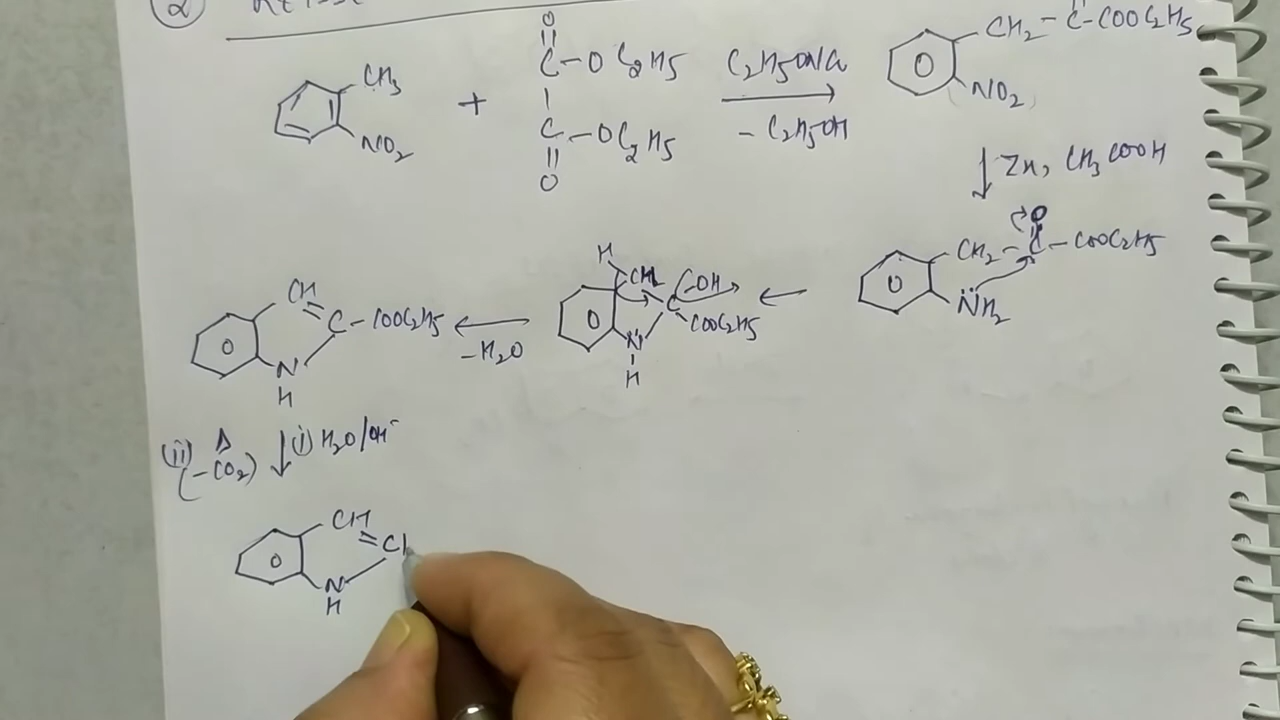 2
O
CH2 - C - COOC2H5
CH3
C-OC2H5
C2H5ONa
O
NO2
+
NO2
C-OC2H5
- C2H5OH
O
Zn, CH3COOH
O
H
CH2 - C - COOC2H5
CH
CH2
C
OH
O
C - COOC2H5
O
COOC2H5
NH2
O
N
-H2O
N
H
H
(ii) Δ
(i) H2O/OH-
(-CO2)
CH
O
N
H